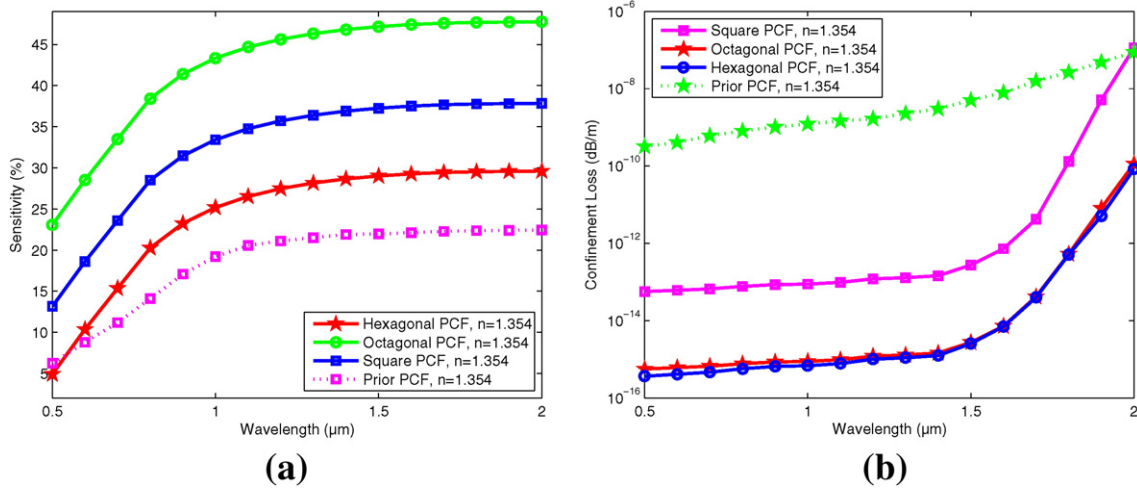 45
40
35
30
25
20
15
10
5
0.5
1
1.5
2
Sensitivity (%)
Wavelength (µm)
Hexagonal PCF, n=1.354
Octagonal PCF, n=1.354
Square PCF, n=1.354
Prior PCF, n=1.354
(a)
10⁻⁶
10⁻⁸
10⁻¹⁰
10⁻¹²
10⁻¹⁴
10⁻¹⁶
0.5
1
1.5
2
Confinement Loss (dB/m)
Wavelength (µm)
Square PCF, n=1.354
Octagonal PCF, n=1.354
Hexagonal PCF, n=1.354
Prior PCF, n=1.354
(b)